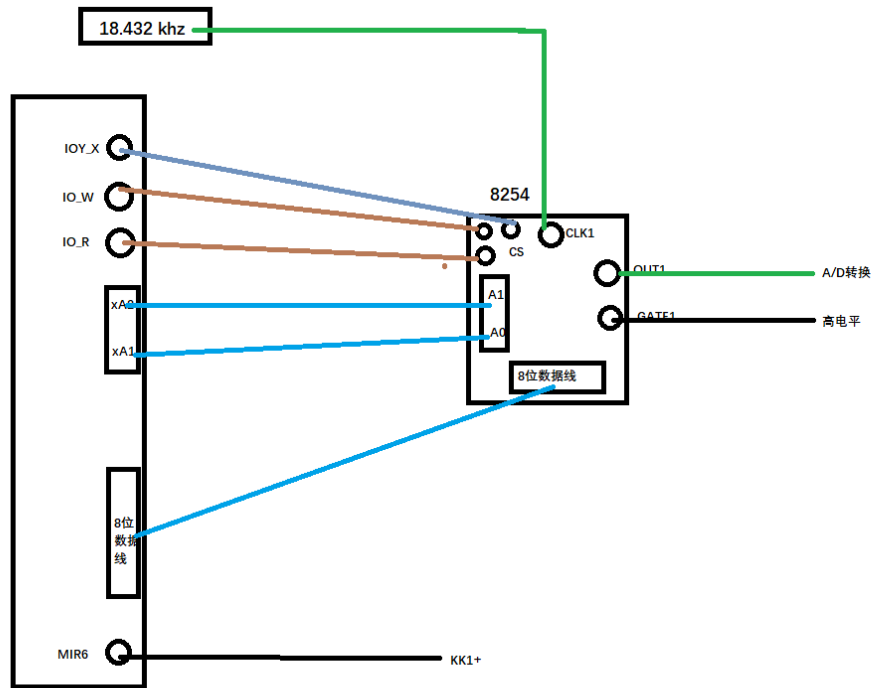 18.432 khz
IOY_X
IO_W
IO_R
xA0
xA1
8位
数据
线
MIR6
KK1+
8254
CS
CLK1
A1
A0
8位数据线
OUT1
GATE1
A/D转换
高电平